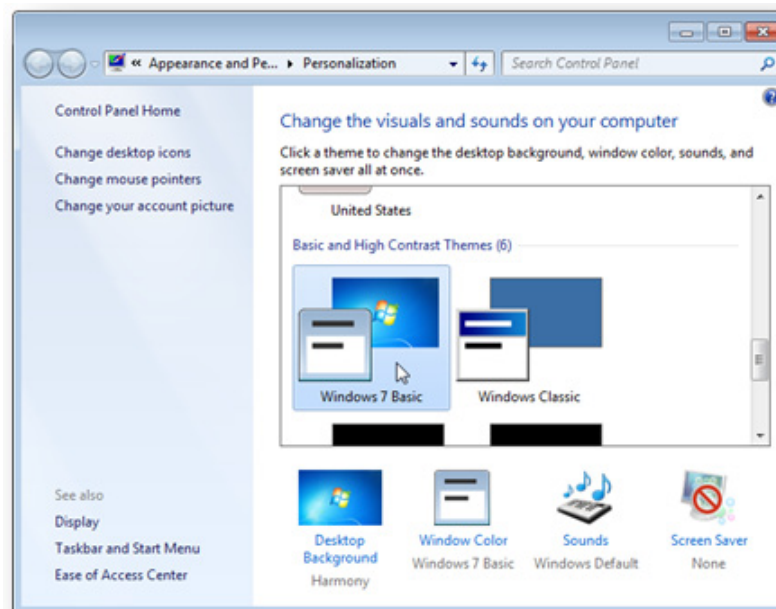 « Appearance and Pe... ▸ Personalization
Search Control Panel
Control Panel Home
Change desktop icons
Change mouse pointers
Change your account picture
See also
Display
Taskbar and Start Menu
Ease of Access Center
Change the visuals and sounds on your computer
Click a theme to change the desktop background, window color, sounds, and
screen saver all at once.
United States
Basic and High Contrast Themes (6)
Windows 7 Basic
Windows Classic
Desktop
Background
Harmony
Window Color
Windows 7 Basic
Sounds
Windows Default
Screen Saver
None